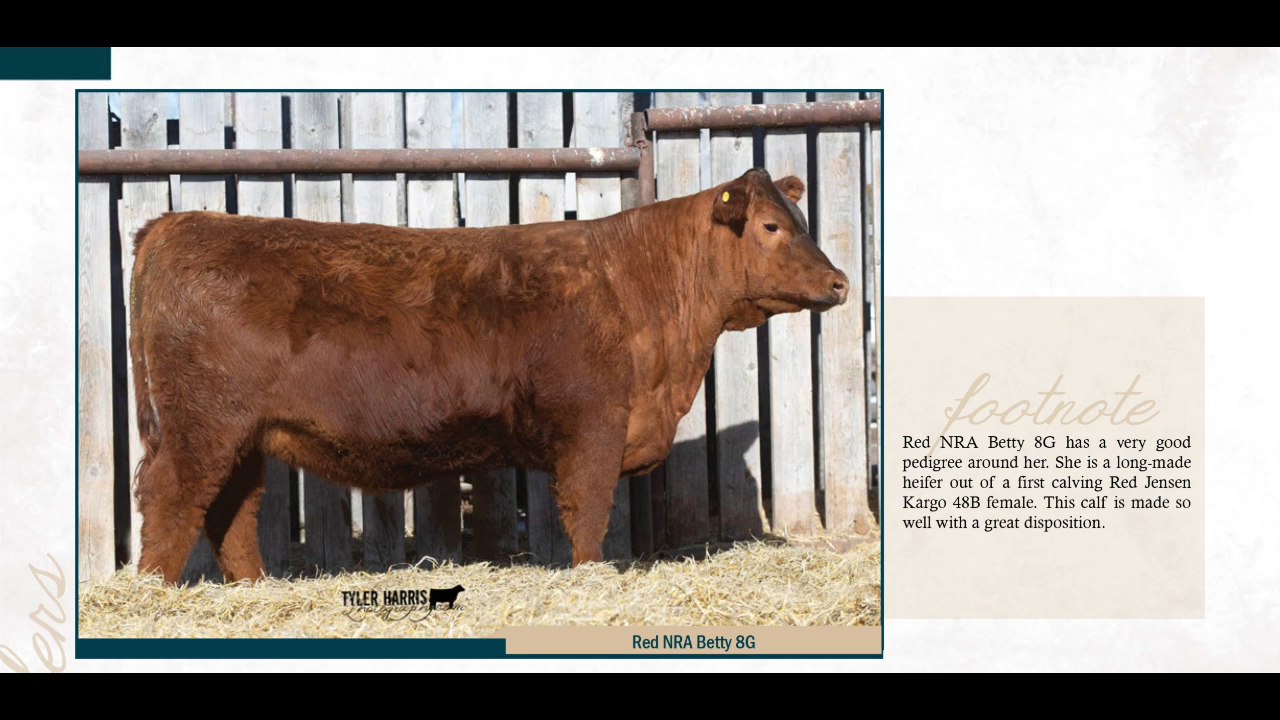 footnote
Red NRA Betty 8G has a very good
pedigree around her. She is a long-made
heifer out of a first calving Red Jensen
Kargo 48B female. This calf is made so
well with a great disposition.
TYLER HARRIS
photography.com
Red NRA Betty 8G